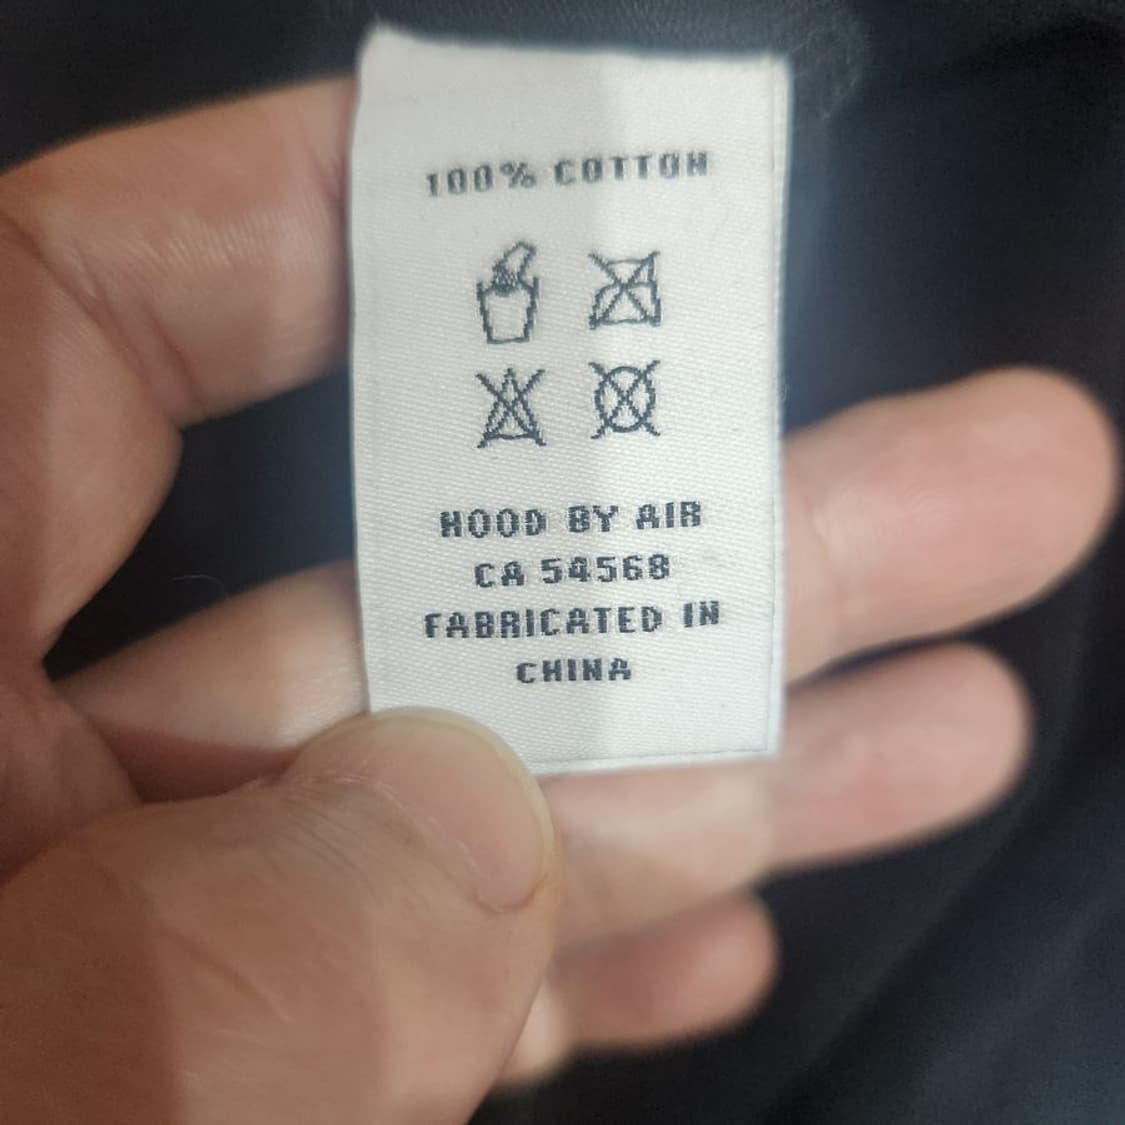 100% COTTON
HOOD BY AIR
CA 54568
FABRICATED IN
CHINA